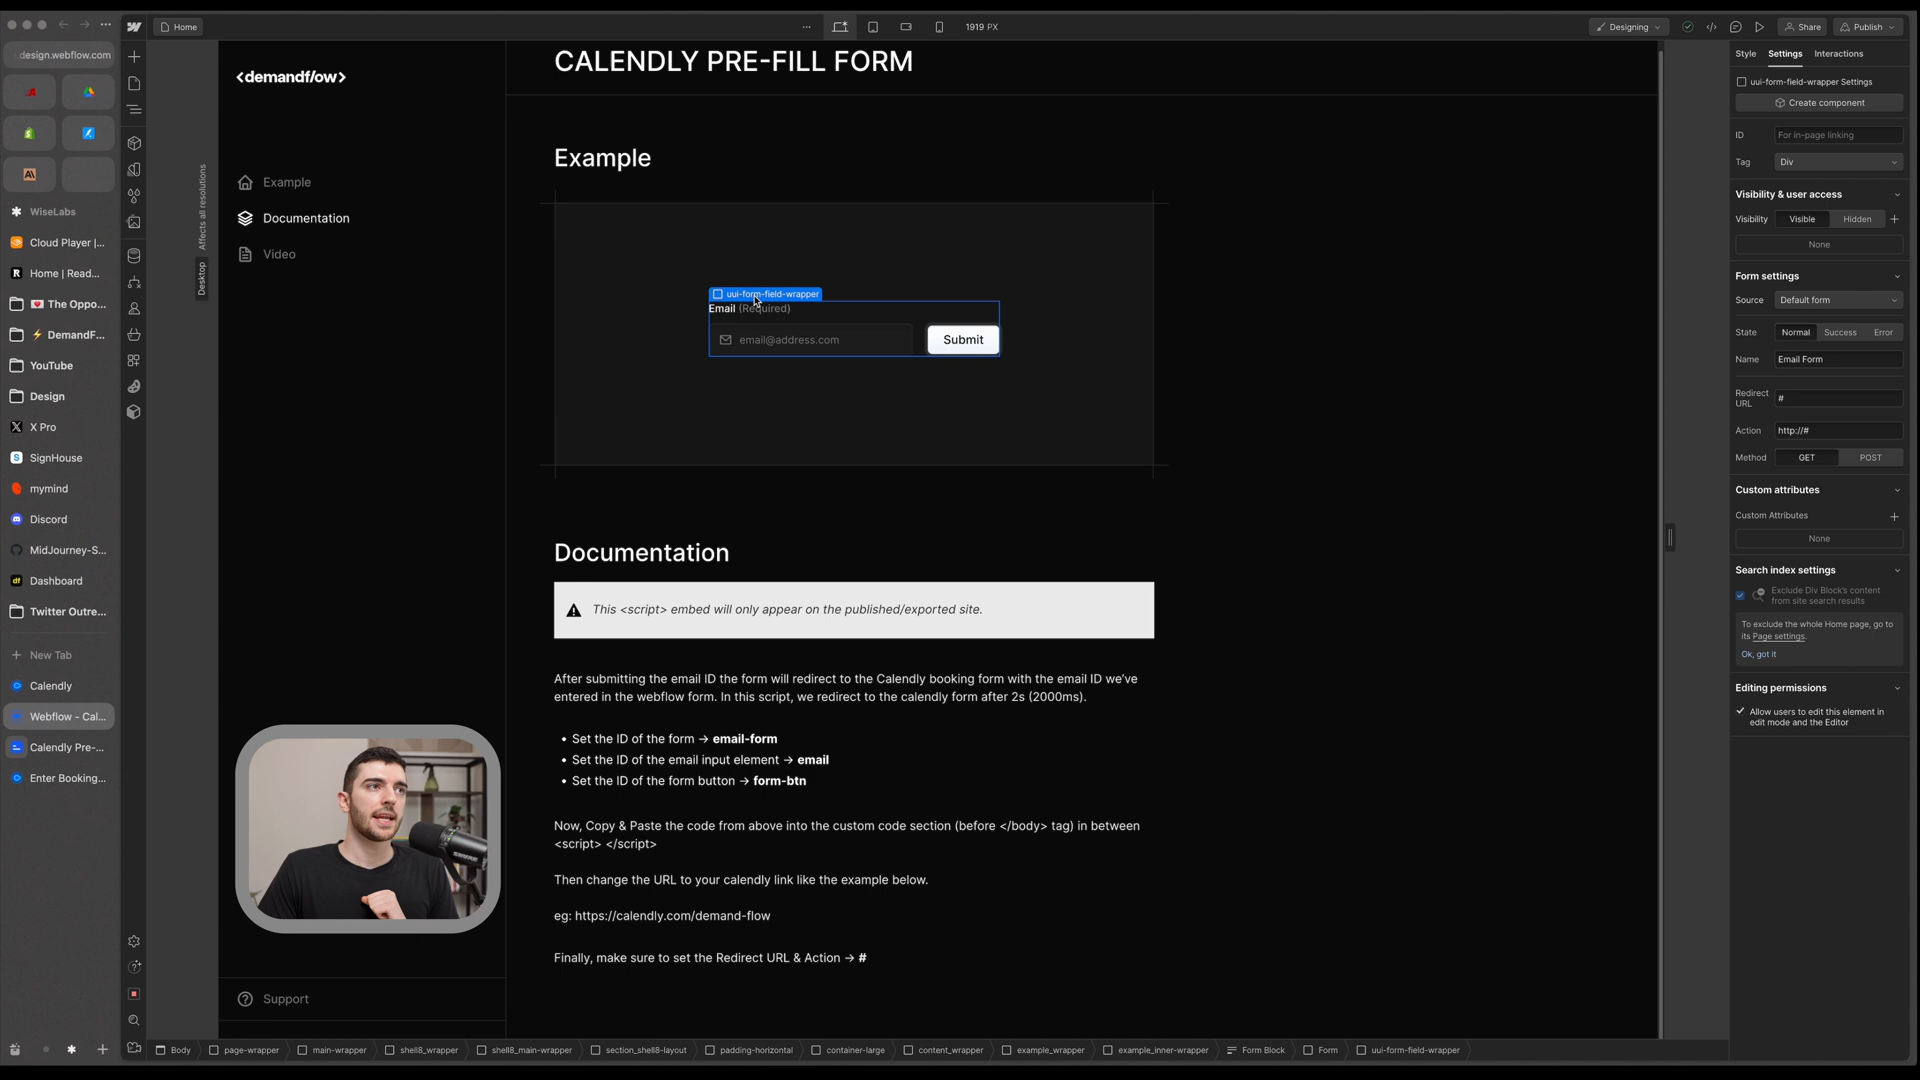 Home
1919 PX
Designing
Share
Publish
design.webflow.com
WiseLabs
Cloud Player |...
Home | Read...
💌 The Oppo...
⚡ DemandF...
YouTube
Design
X Pro
SignHouse
mymind
Discord
MidJourney-S...
Dashboard
Twitter Outre...
New Tab
Calendly
Webflow - Cal...
Calendly Pre-...
Enter Booking...
Affects all resolutions
Desktop
<demandf/ow>
Example
Documentation
Video
Support
CALENDLY PRE-FILL FORM
Example
uui-form-field-wrapper
Email (Required)
email@address.com
Submit
Documentation
This <script> embed will only appear on the published/exported site.
After submitting the email ID the form will redirect to the Calendly booking form with the email ID we've
entered in the webflow form. In this script, we redirect to the calendly form after 2s (2000ms).
• Set the ID of the form → email-form
• Set the ID of the email input element → email
• Set the ID of the form button → form-btn
Now, Copy & Paste the code from above into the custom code section (before </body> tag) in between
<script> </script>
Then change the URL to your calendly link like the example below.
eg: https://calendly.com/demand-flow
Finally, make sure to set the Redirect URL & Action → #
Style Settings Interactions
uui-form-field-wrapper Settings
Create component
ID For in-page linking
Tag Div
Visibility & user access
Visibility Visible Hidden
None
Form settings
Source Default form
State Normal Success Error
Name Email Form
Redirect
URL #
Action http://#
Method GET POST
Custom attributes
Custom Attributes
None
Search index settings
Exclude Div Block's content
from site search results
To exclude the whole Home page, go to
its Page settings.
Ok, got it
Editing permissions
Allow users to edit this element in
edit mode and the Editor
Body page-wrapper main-wrapper shell8_wrapper shell8_main-wrapper section_shell8-layout padding-horizontal container-large content_wrapper example_wrapper example_inner-wrapper Form Block Form uui-form-field-wrapper